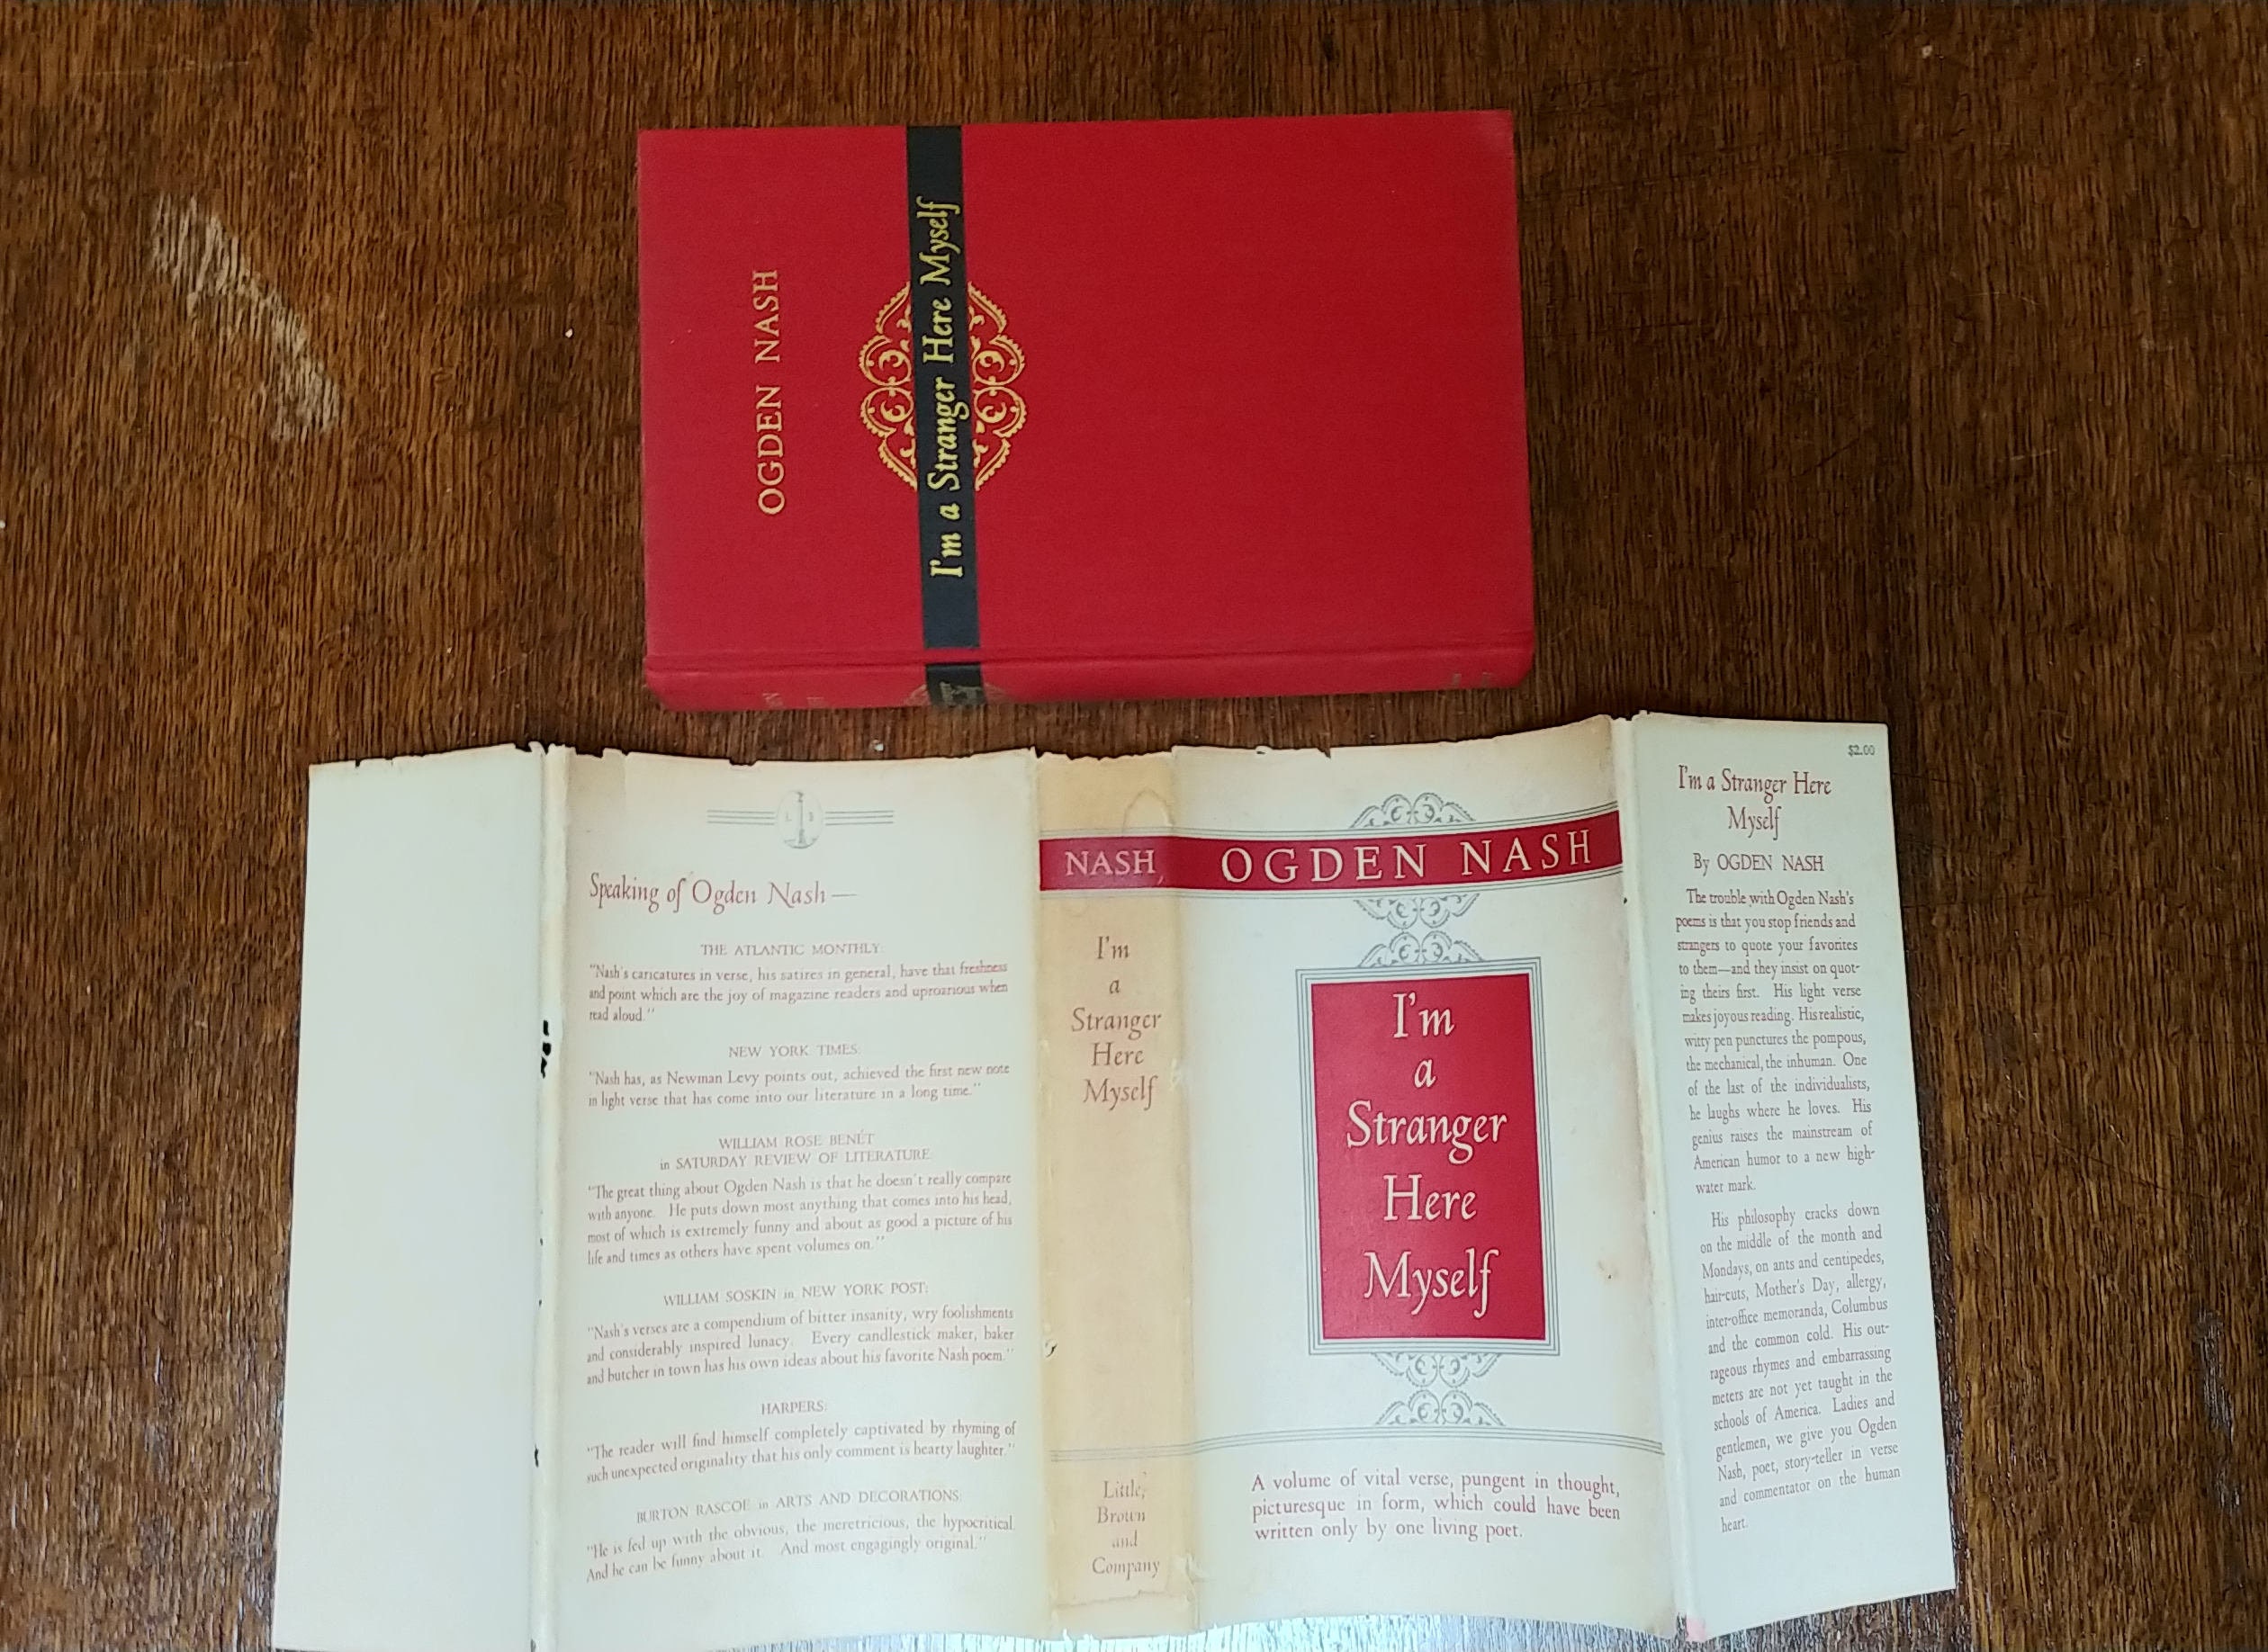 OGDEN NASH
I'm a Stranger Here Myself
Speaking of Ogden Nash—
THE ATLANTIC MONTHLY:
"Nash's caricatures in verse, his satires in general, have that freshness
and point which are the joy of magazine readers and uproarious when
read aloud."
NEW YORK TIMES:
"Nash has, as Newman Levy points out, achieved the first new note
in light verse that has come into our literature in a long time."
WILLIAM ROSE BENÉT
in SATURDAY REVIEW OF LITERATURE:
"The great thing about Ogden Nash is that he doesn't really compare
with anyone. He puts down most anything that comes into his head,
most of which is extremely funny and about as good a picture of his
life and times as others have spent volumes on."
WILLIAM SOSKIN in NEW YORK POST:
"Nash's verses are a compendium of bitter insanity, wry foolishments
and considerably inspired lunacy. Every candlestick maker, baker
and butcher in town has his own ideas about his favorite Nash poem."
HARPERS:
"The reader will find himself completely captivated by rhyming of
such unexpected originality that his only comment is hearty laughter."
BURTON RASCOE in ARTS AND DECORATIONS:
"He is fed up with the obvious, the meretricious, the hypocritical.
And he can be funny about it. And most engagingly original."
NASH
I'm
a
Stranger
Here
Myself
Little,
Brown
and
Company
OGDEN NASH
I'm
a
Stranger
Here
Myself
A volume of vital verse, pungent in thought,
picturesque in form, which could have been
written only by one living poet.
$2.00
I'm a Stranger Here
Myself
By OGDEN NASH
The trouble with Ogden Nash's
poems is that you stop friends and
strangers to quote your favorites
to them—and they insist on quot-
ing theirs first. His light verse
makes joyous reading. His realistic,
witty pen punctures the pompous,
the mechanical, the inhuman. One
of the last of the individualists,
he laughs where he loves. His
genius raises the mainstream of
American humor to a new high-
water mark.
His philosophy cracks down
on the middle of the month and
Mondays, on ants and centipedes,
hair-cuts, Mother's Day, allergy,
inter-office memoranda, Columbus
and the common cold. His out-
rageous rhymes and embarrassing
meters are not yet taught in the
schools of America. Ladies and
gentlemen, we give you Ogden
Nash, poet, story-teller in verse
and commentator on the human
heart.